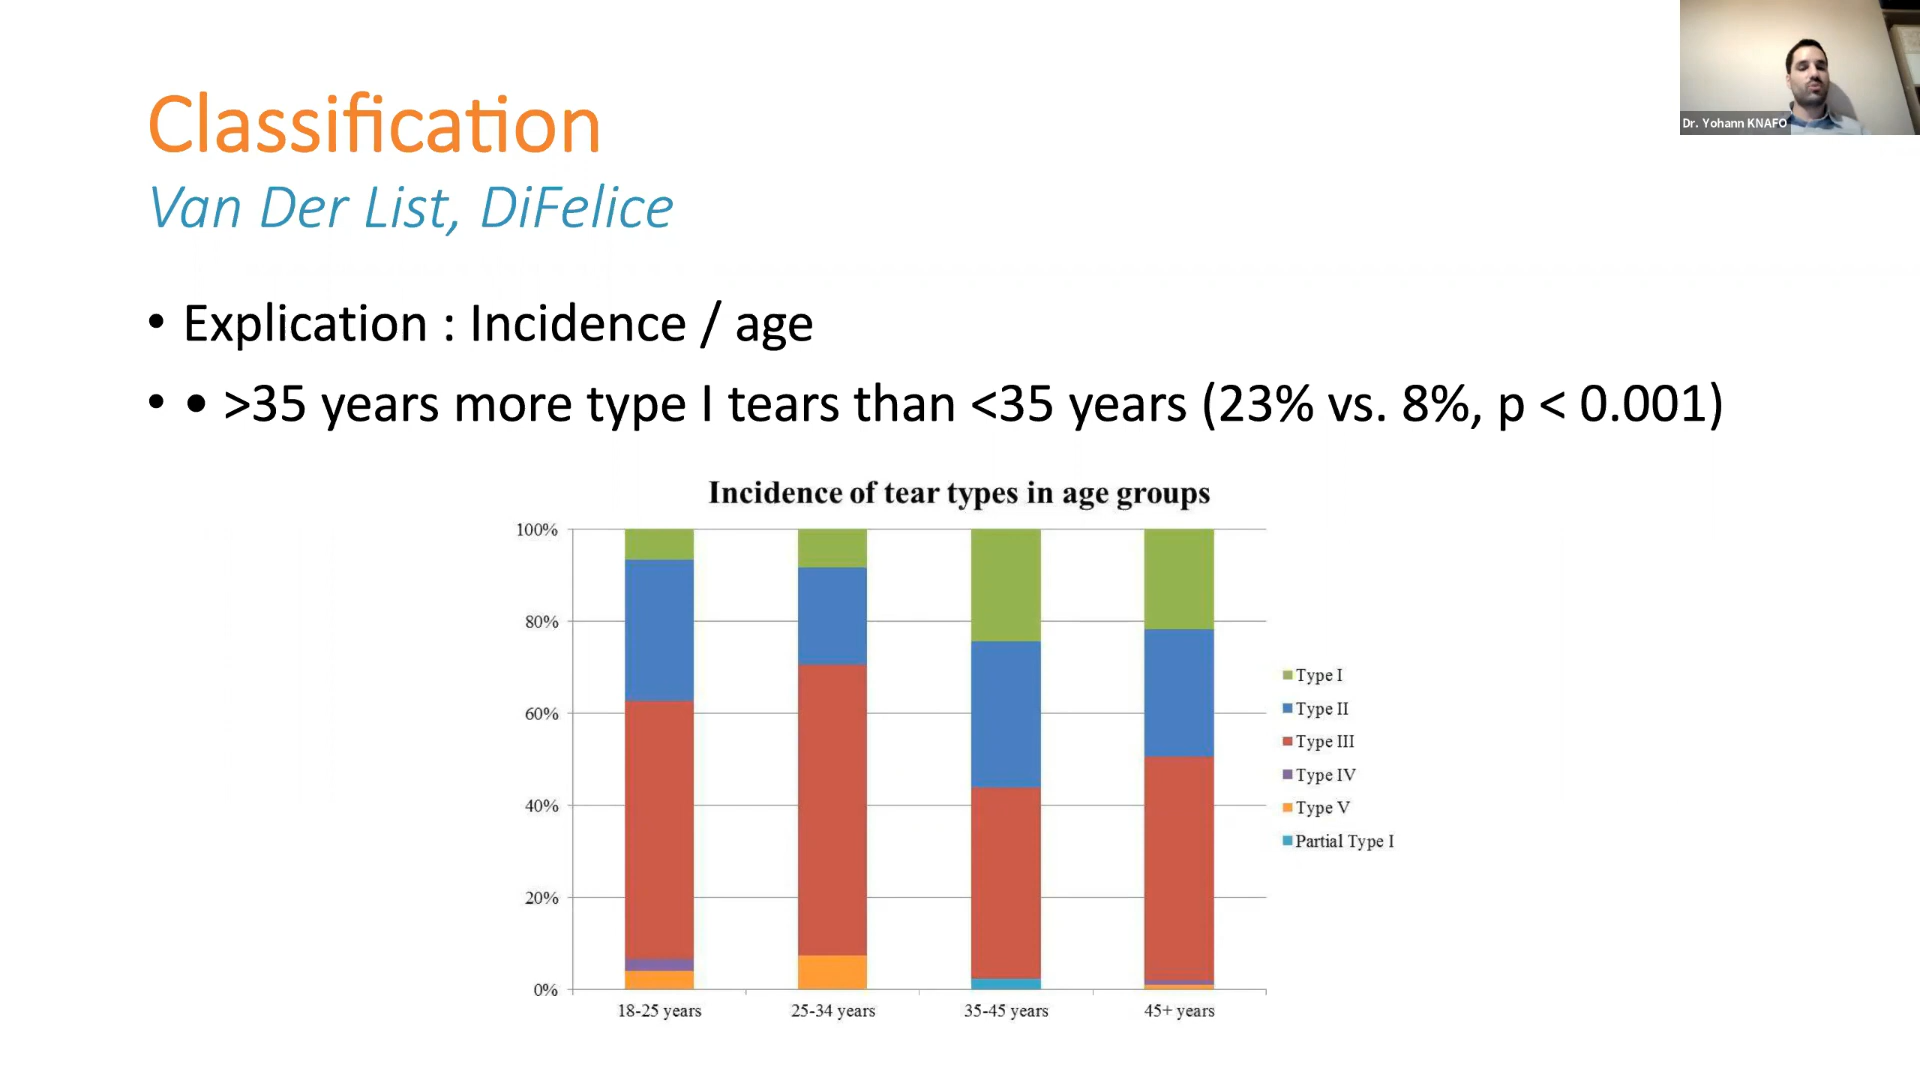 Dr. Yohann KNAFO
Classification
Van Der List, DiFelice
• Explication : Incidence / age
• • >35 years more type I tears than <35 years (23% vs. 8%, p < 0.001)
Incidence of tear types in age groups
100%
80%
60%
40%
20%
0%
18-25 years
25-34 years
35-45 years
45+ years
Type I
Type II
Type III
Type IV
Type V
Partial Type I